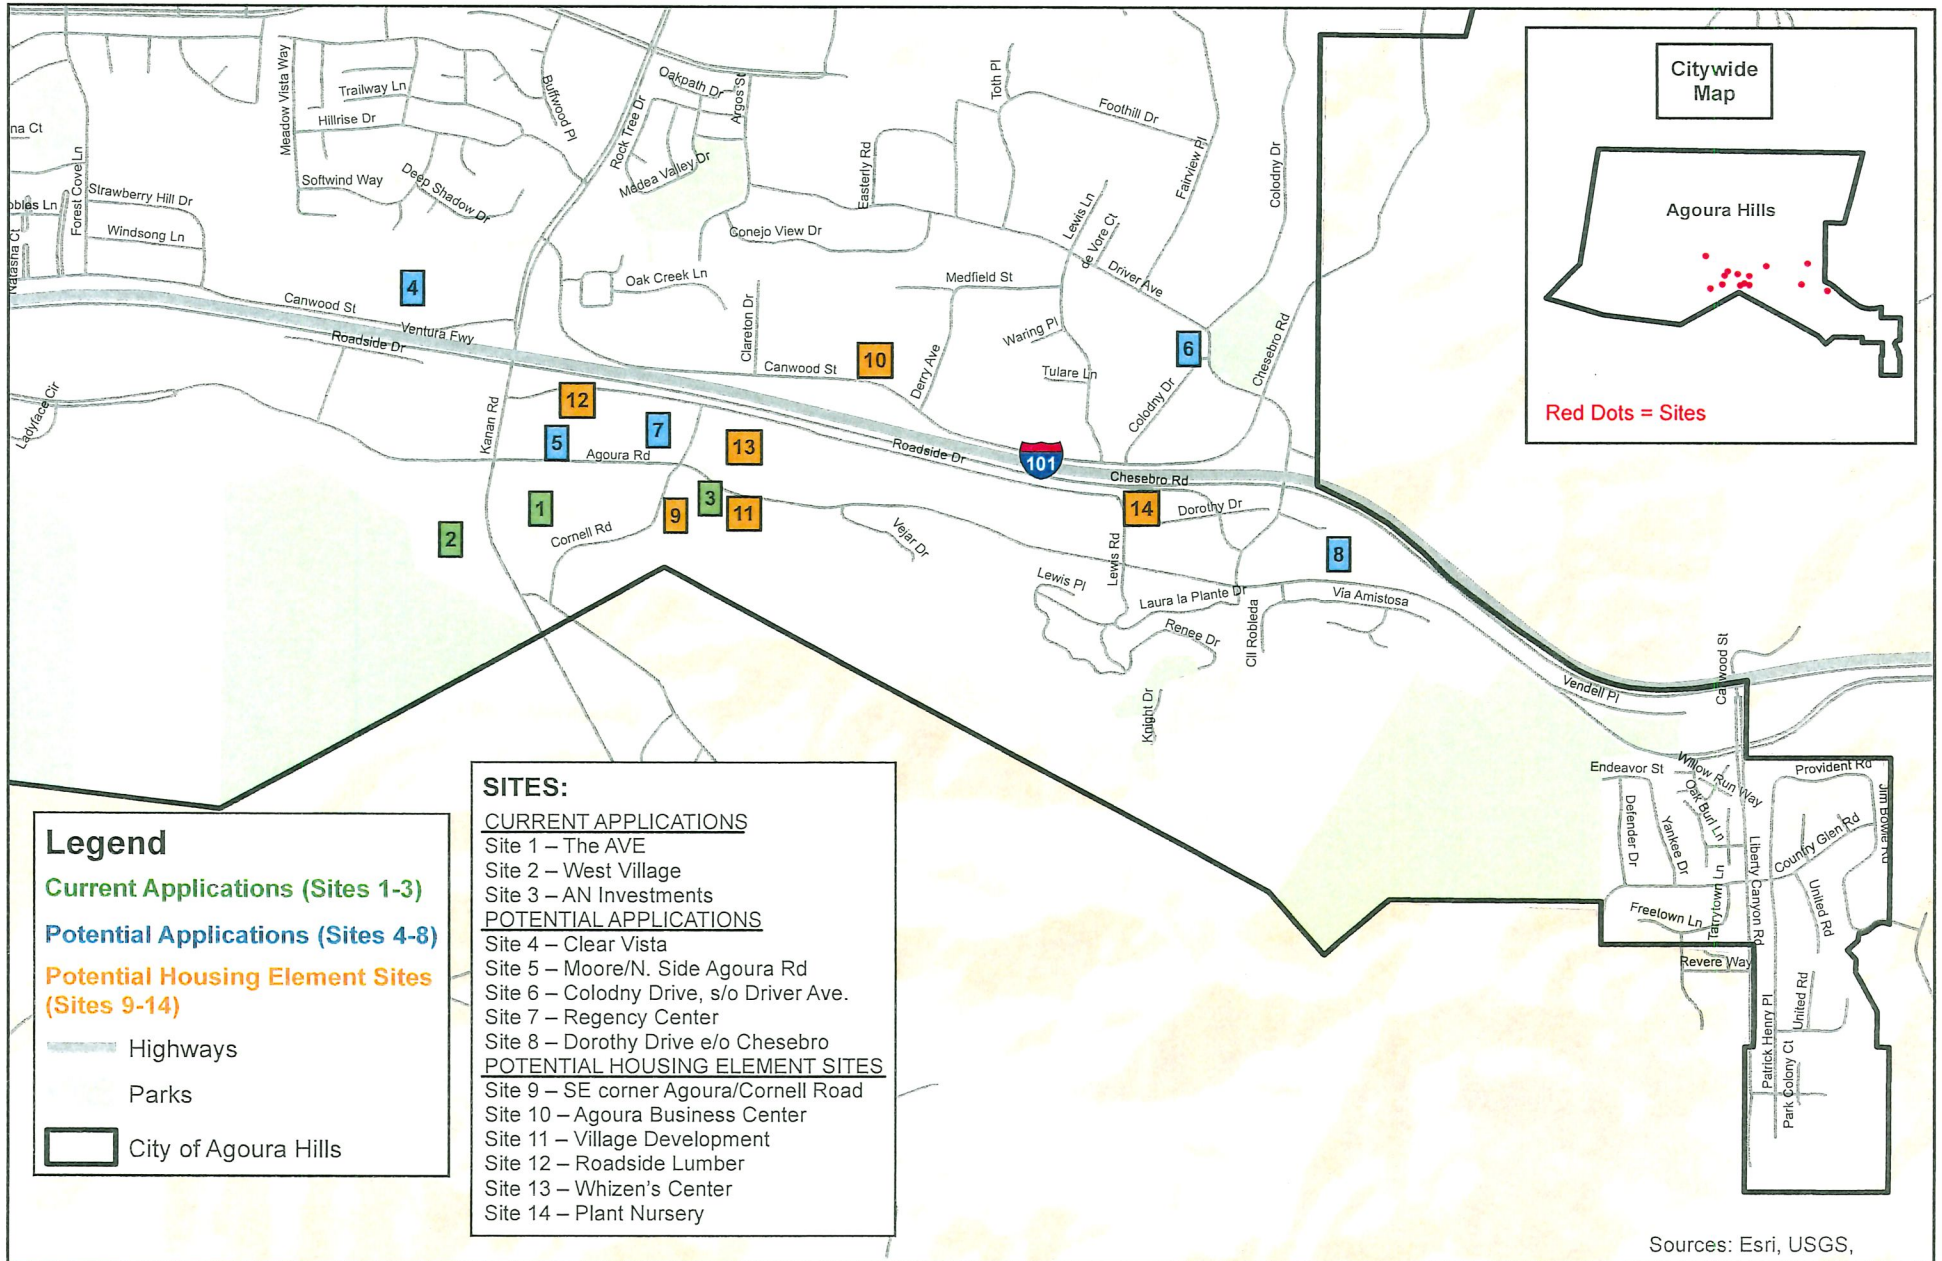 Citywide
Map
Agoura Hills
Red Dots = Sites
Meadow Vista Way
Trailway Ln
Hillrise Dr
Buffwood Pl
Rock Tree Dr
Oakpath Dr
Argos St
Medea Valley Dr
Toth Pl
Foothill Dr
Fairview Pl
Colodny Dr
na Ct
Forest Cove Ln
Strawberry Hill Dr
Windsong Ln
Natasha Ct
Softwind Way
Deep Shadow Dr
Easterly Rd
Lewis Ln
de Vore Ct
Driver Ave
Conejo View Dr
Oak Creek Ln
Medfield St
Clareton Dr
Waring Pl
Tulare Ln
Derry Ave
Colodny Dr
Chesebro Rd
Canwood St
Ventura Fwy
Roadside Dr
Canwood St
Ladyface Cir
Kanan Rd
Agoura Rd
Roadside Dr
101
Chesebro Rd
Dorothy Dr
Cornell Rd
Vejar Dr
Lewis Rd
Lewis Pl
Laura la Plante Dr
Renee Dr
Cll Robleda
Via Amistosa
Knight Dr
Canwood St
Vendell Pl
Endeavor St
Willow Run Way
Oak Burl Ln
Provident Rd
Jim Bowie Rd
Defender Dr
Yankee Dr
Country Glen Rd
Liberty Canyon Rd
Tarrytown Ln
Freetown Ln
United Rd
Revere Way
United Rd
Patrick Henry Pl
Park Colony Ct
4
6
10
12
5
7
13
1
2
9
3
11
14
8
Legend
Current Applications (Sites 1-3)
Potential Applications (Sites 4-8)
Potential Housing Element Sites
(Sites 9-14)
Highways
Parks
City of Agoura Hills
SITES:
CURRENT APPLICATIONS
Site 1 – The AVE
Site 2 – West Village
Site 3 – AN Investments
POTENTIAL APPLICATIONS
Site 4 – Clear Vista
Site 5 – Moore/N. Side Agoura Rd
Site 6 – Colodny Drive, s/o Driver Ave.
Site 7 – Regency Center
Site 8 – Dorothy Drive e/o Chesebro
POTENTIAL HOUSING ELEMENT SITES
Site 9 – SE corner Agoura/Cornell Road
Site 10 – Agoura Business Center
Site 11 – Village Development
Site 12 – Roadside Lumber
Site 13 – Whizen's Center
Site 14 – Plant Nursery
Sources: Esri, USGS,